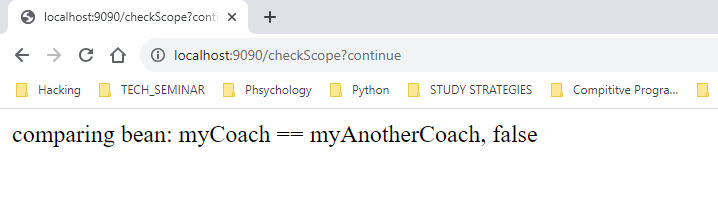 localhost:9090/checkScope?conti
localhost:9090/checkScope?continue
Hacking TECH_SEMINAR Phsychology Python STUDY STRATEGIES Compititve Progra...
comparing bean: myCoach == myAnotherCoach, false